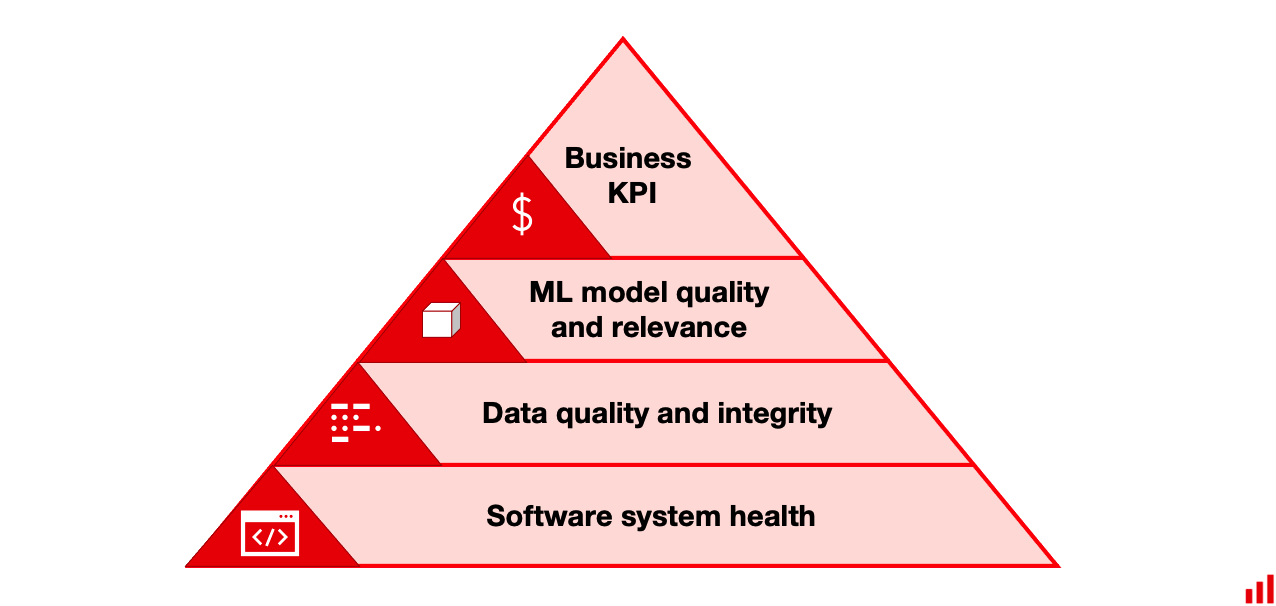 Business
KPI
$
ML model quality
and relevance
Data quality and integrity
</>
Software system health